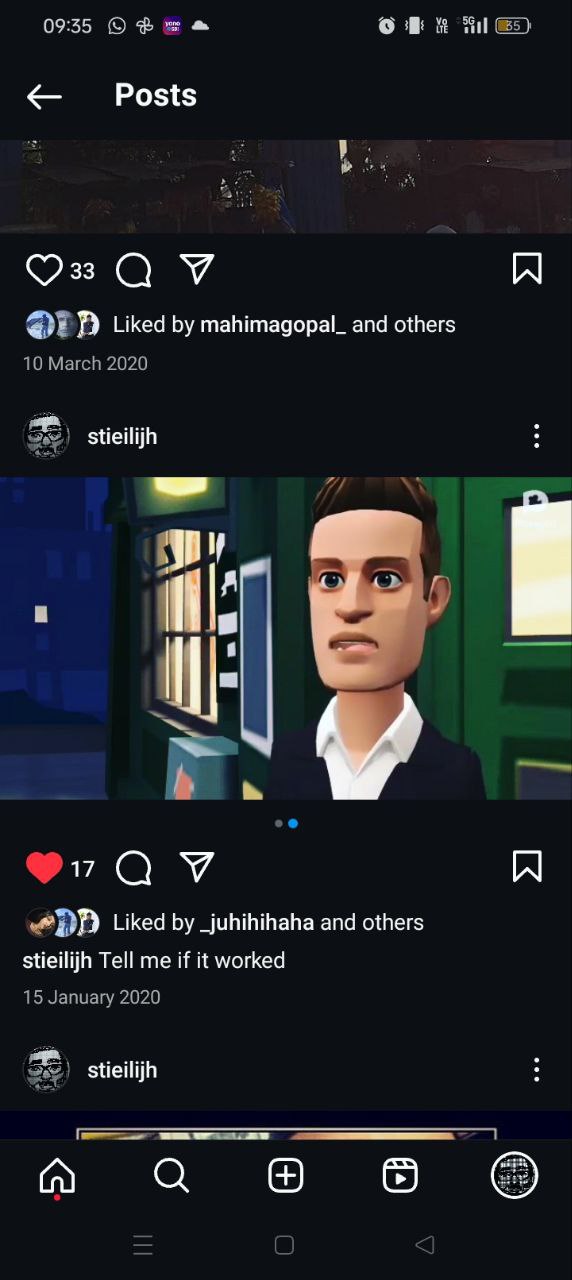 09:35
yono
SBI
Vo
LTE
5G
35
Posts
33
Liked by mahimagopal_ and others
10 March 2020
stieilijh
17
Liked by _juhihihaha and others
stieilijh Tell me if it worked
15 January 2020
stieilijh